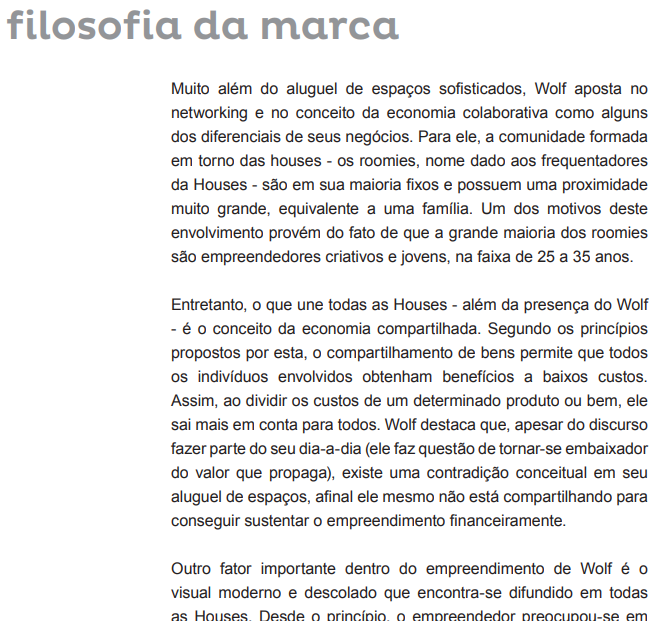 filosofia da marca
Muito além do aluguel de espaços sofisticados, Wolf aposta no
networking e no conceito da economia colaborativa como alguns
dos diferenciais de seus negócios. Para ele, a comunidade formada
em torno das houses - os roomies, nome dado aos frequentadores
da Houses - são em sua maioria fixos e possuem uma proximidade
muito grande, equivalente a uma família. Um dos motivos deste
envolvimento provém do fato de que a grande maioria dos roomies
são empreendedores criativos e jovens, na faixa de 25 a 35 anos.
Entretanto, o que une todas as Houses - além da presença do Wolf
- é o conceito da economia compartilhada. Segundo os princípios
propostos por esta, o compartilhamento de bens permite que todos
os indivíduos envolvidos obtenham benefícios a baixos custos.
Assim, ao dividir os custos de um determinado produto ou bem, ele
sai mais em conta para todos. Wolf destaca que, apesar do discurso
fazer parte do seu dia-a-dia (ele faz questão de tornar-se embaixador
do valor que propaga), existe uma contradição conceitual em seu
aluguel de espaços, afinal ele mesmo não está compartilhando para
conseguir sustentar o empreendimento financeiramente.
Outro fator importante dentro do empreendimento de Wolf é o
visual moderno e descolado que encontra-se difundido em todas
as Houses. Desde o princípio, o empreendedor preocupou-se em